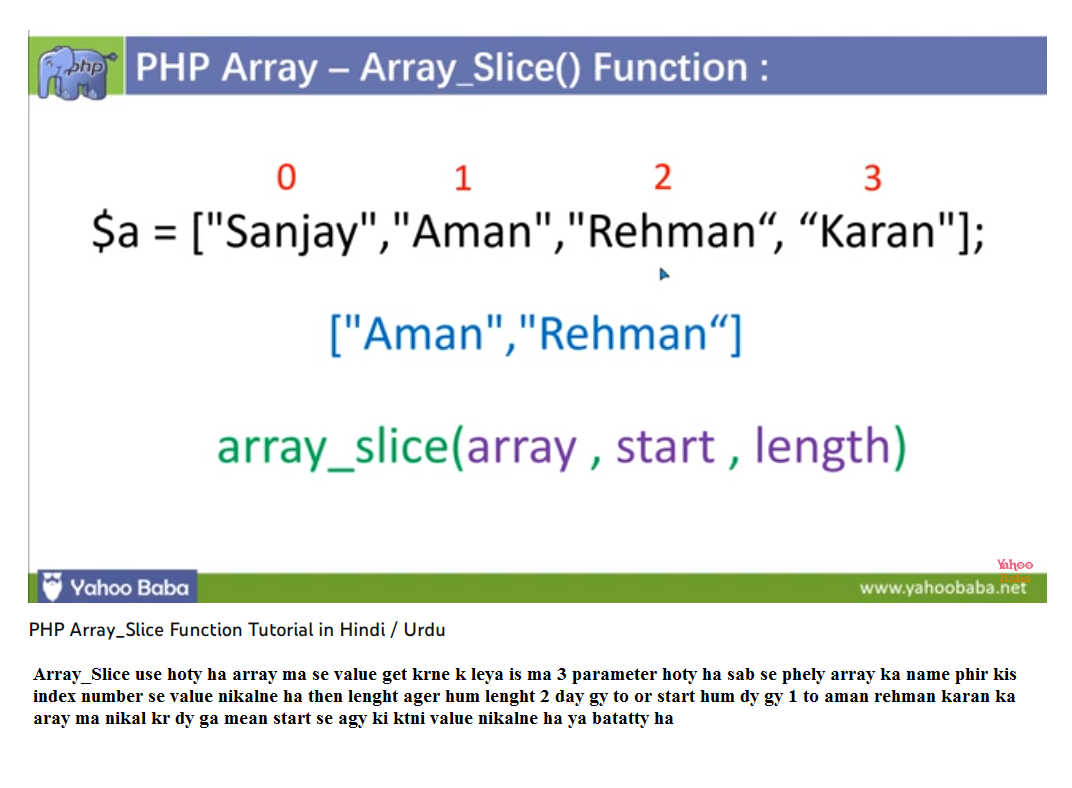 php
PHP Array – Array_Slice() Function :
0 1 2 3
$a = ["Sanjay","Aman","Rehman“, “Karan"];
["Aman","Rehman“]
array_slice(array , start , length)
Yahoo
Baba
Yahoo Baba
www.yahoobaba.net
PHP Array_Slice Function Tutorial in Hindi / Urdu
Array_Slice use hoty ha array ma se value get krne k leya is ma 3 parameter hoty ha sab se phely array ka name phir kis
index number se value nikalne ha then lenght ager hum lenght 2 day gy to or start hum dy gy 1 to aman rehman karan ka
aray ma nikal kr dy ga mean start se agy ki ktni value nikalne ha ya batatty ha